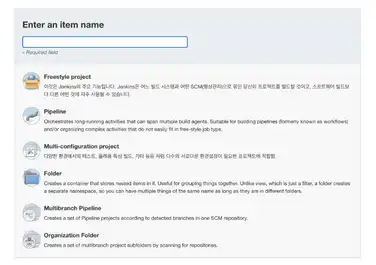 Enter an item name
» Required field
Freestyle project
이것은 Jenkins의 주요 기능입니다. Jenkins은 어느 빌드 시스템과 어떤 SCM(형상관리)으로 묶인 당신의 프로젝트를 빌드할 것이고, 소프트웨어 빌드보
다 다른 어떤 것에 자주 사용될 수 있습니다.
Pipeline
Orchestrates long-running activities that can span multiple build agents. Suitable for building pipelines (formerly known as workflows)
and/or organizing complex activities that do not easily fit in free-style job type.
Multi-configuration project
다양한 환경에서의 테스트, 플래폼 특성 빌드, 기타 등등 처럼 다수의 서로다른 환경설정이 필요한 프로젝트에 적합함.
Folder
Creates a container that stores nested items in it. Useful for grouping things together. Unlike view, which is just a filter, a folder creates
a separate namespace, so you can have multiple things of the same name as long as they are in different folders.
Multibranch Pipeline
Creates a set of Pipeline projects according to detected branches in one SCM repository.
Organization Folder
Creates a set of multibranch project subfolders by scanning for repositories.